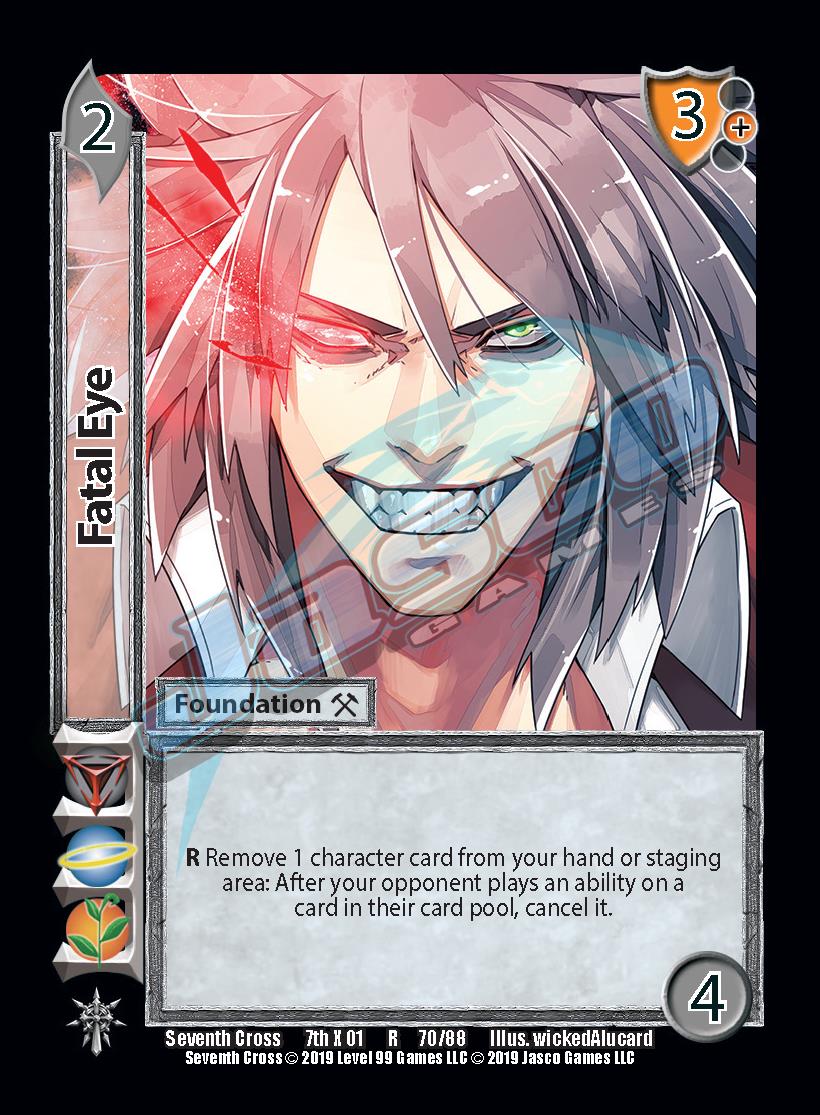 2
3
+
Fatal Eye
JASCO
GAMES
Foundation
R Remove 1 character card from your hand or staging
area: After your opponent plays an ability on a
card in their card pool, cancel it.
4
Seventh Cross 7th X 01 R 70/88 Illus. wickedAlucard
Seventh Cross © 2019 Level 99 Games LLC © 2019 Jasco Games LLC